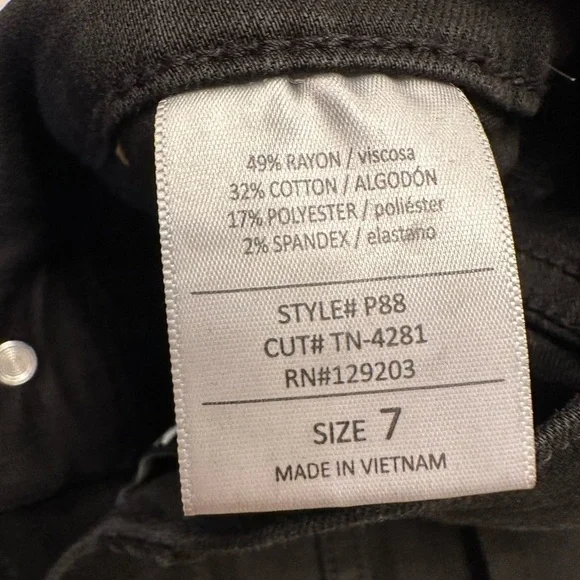 49% RAYON / viscosa
32% COTTON / ALGODÓN
17% POLYESTER / poliéster
2% SPANDEX / elastano
STYLE# P88
CUT# TN-4281
RN#129203
SIZE 7
MADE IN VIETNAM